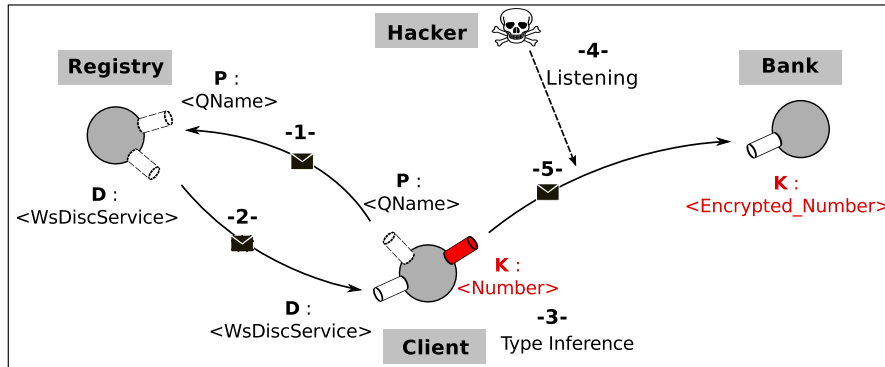 Hacker
-4-
Listening
Registry
Bank
P :
<QName>
-1-
-5-
P :
<QName>
K :
<Encrypted_Number>
D :
<WsDiscService>
-2-
K :
<Number>
D :
<WsDiscService>
-3-
Type Inference
Client